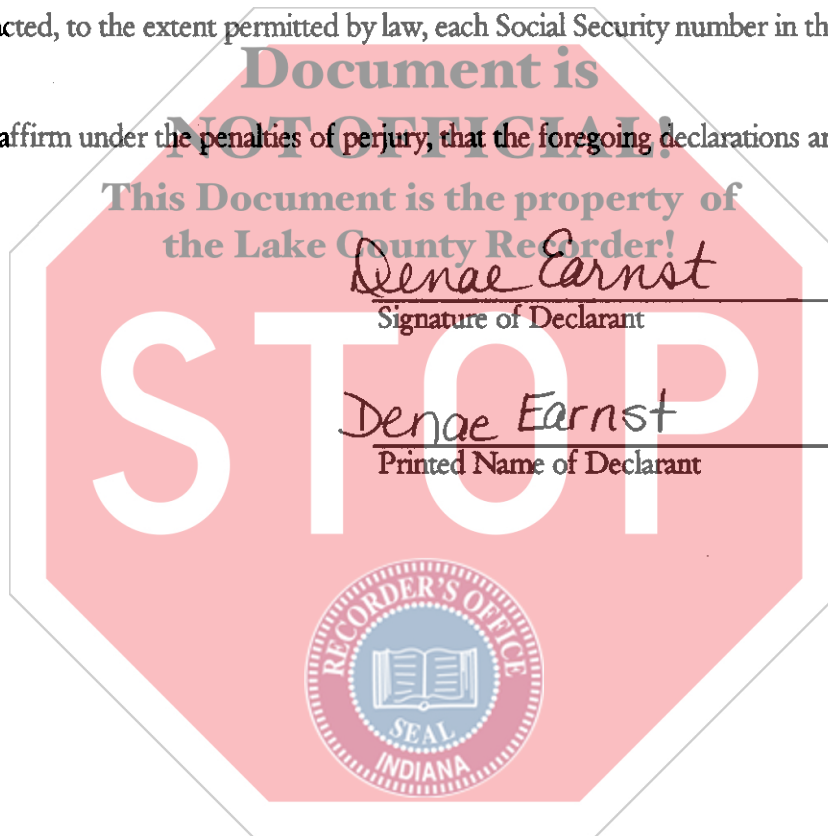 acted, to the extent permitted by law, each Social Security number in th
Document is
NOT OFFICIAL!
affirm under the penalties of perjury, that the foregoing declarations ar
This Document is the property of
the Lake County Recorder!
Denae Earnst
Signature of Declarant
STOP
Denae Earnst
Printed Name of Declarant
RECORDER'S OFFICE
SEAL
INDIANA